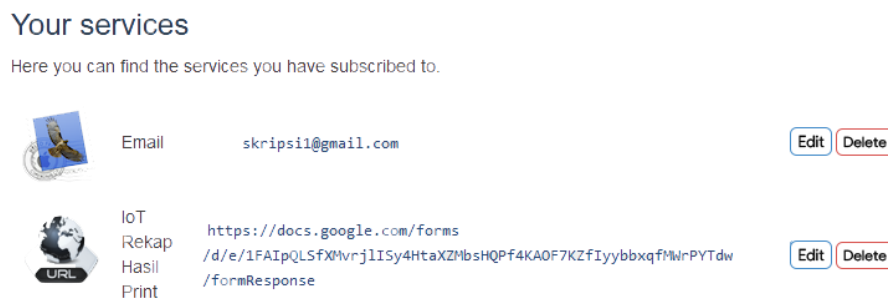 Your services
Here you can find the services you have subscribed to.
Email
skripsi1@gmail.com
Edit
Delete
IoT
Rekap
Hasil
Print
https://docs.google.com/forms
/d/e/1FAIpQLSfXMvrjlISy4HtaXZMbsHQPf4KAOF7KZfIyybbxqfMWrPYTdw
/formResponse
Edit
Delete
URL